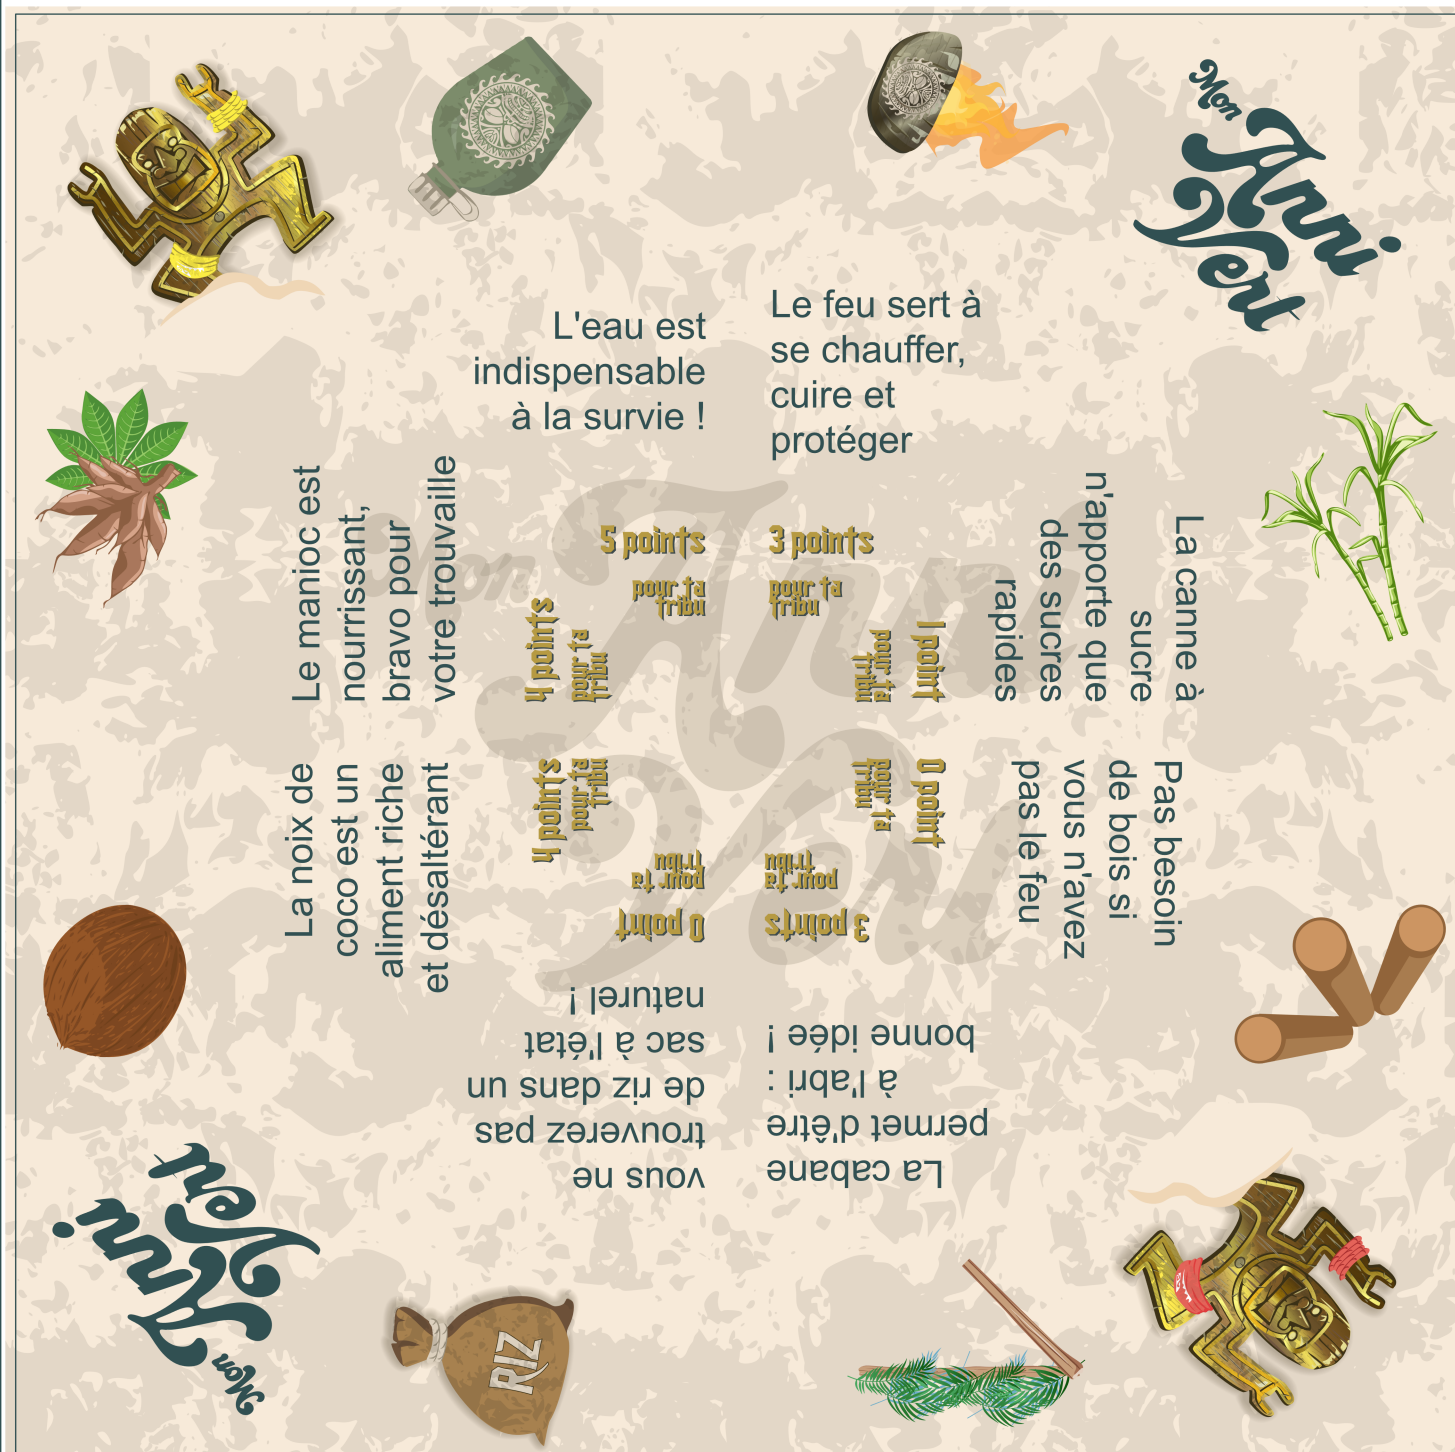 Mon
Anni
Vert
L'eau est
indispensable
à la survie !
5 points
pour ta
tribu
Le feu sert à
se chauffer,
cuire et
protéger
3 points
pour ta
tribu
La canne à
sucre
n'apporte que
des sucres
rapides
1 point
pour ta
tribu
Pas besoin
de bois si
vous n'avez
pas le feu
0 point
pour ta
tribu
La cabane
permet d'être
à l'abri :
bonne idée !
3 points
pour ta
tribu
vous ne
trouverez pas
de riz dans un
sac à l'état
naturel !
0 point
pour ta
tribu
La noix de
coco est un
aliment riche
et désaltérant
4 points
pour ta
tribu
Le manioc est
nourrissant,
bravo pour
votre trouvaille
4 points
pour ta
tribu
Mon
Anni
Vert
RIZ
Mon
Anni
Vert